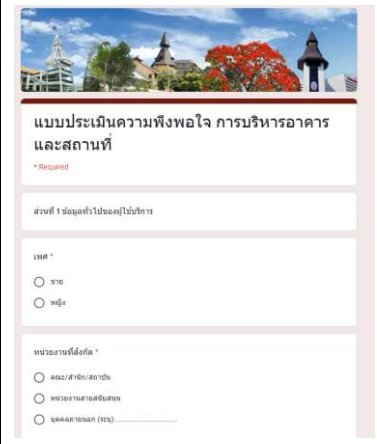 แบบประเมินความพึงพอใจ การบริหารอาคาร
และสถานที่
* Required
ส่วนที่ 1 ข้อมูลทั่วไปของผู้ใช้บริการ
เพศ *
ชาย
หญิง
หน่วยงานที่สังกัด *
คณะ/สำนัก/สถาบัน
หน่วยงานสายสนับสนุน
บุคคลภายนอก (ระบุ)..............................